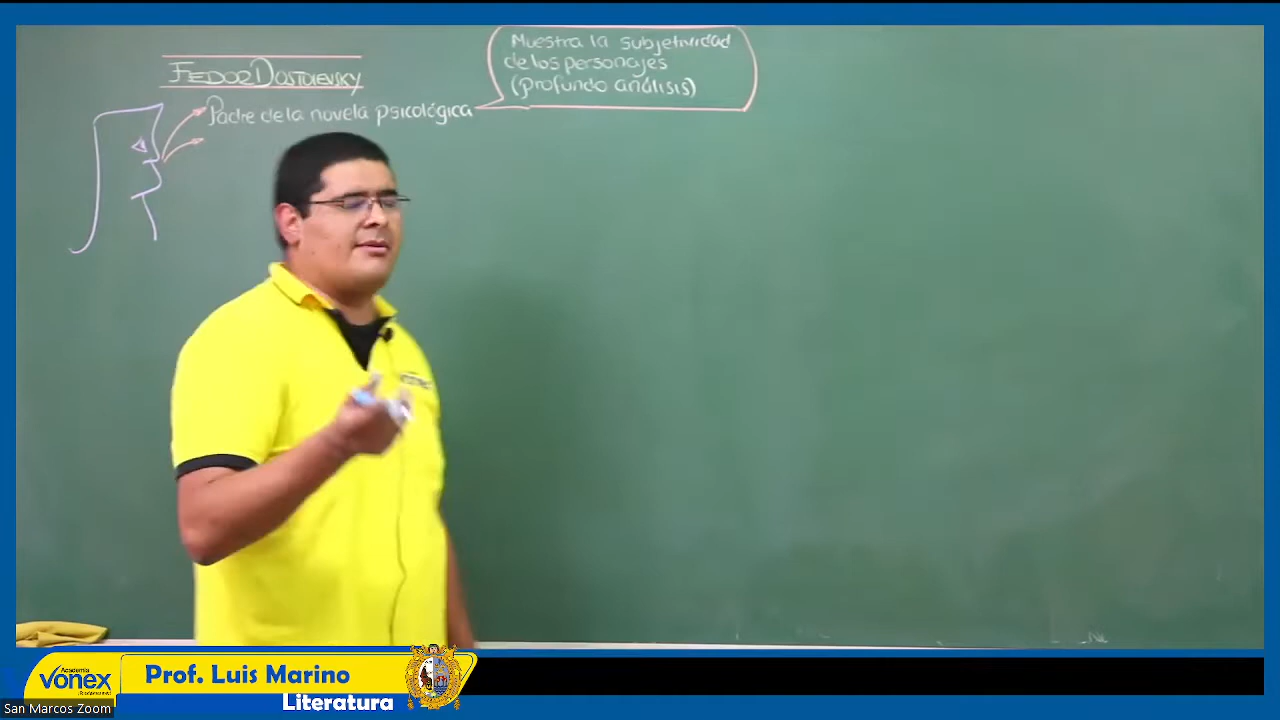 FEDOR DOSTOIEVSKY
Padre de la novela psicológica
Muestra la subjetividad
de los personajes
(profundo análisis)
Academia
vonex
Prof. Luis Marino
Literatura
San Marcos Zoom